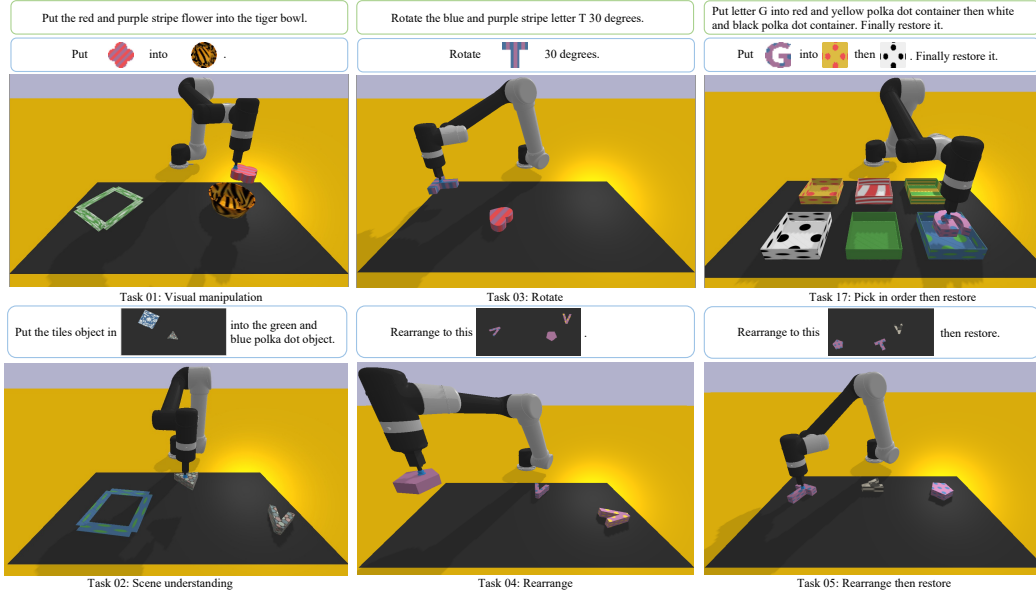 Put the red and purple stripe flower into the tiger bowl.
Rotate the blue and purple stripe letter T 30 degrees.
Put letter G into red and yellow polka dot container then white
and black polka dot container. Finally restore it.
Put into .
Rotate 30 degrees.
Put into then . Finally restore it.
Task 01: Visual manipulation
Task 03: Rotate
Task 17: Pick in order then restore
Put the tiles object in into the green and
blue polka dot object.
Rearrange to this .
Rearrange to this then restore.
Task 02: Scene understanding
Task 04: Rearrange
Task 05: Rearrange then restore